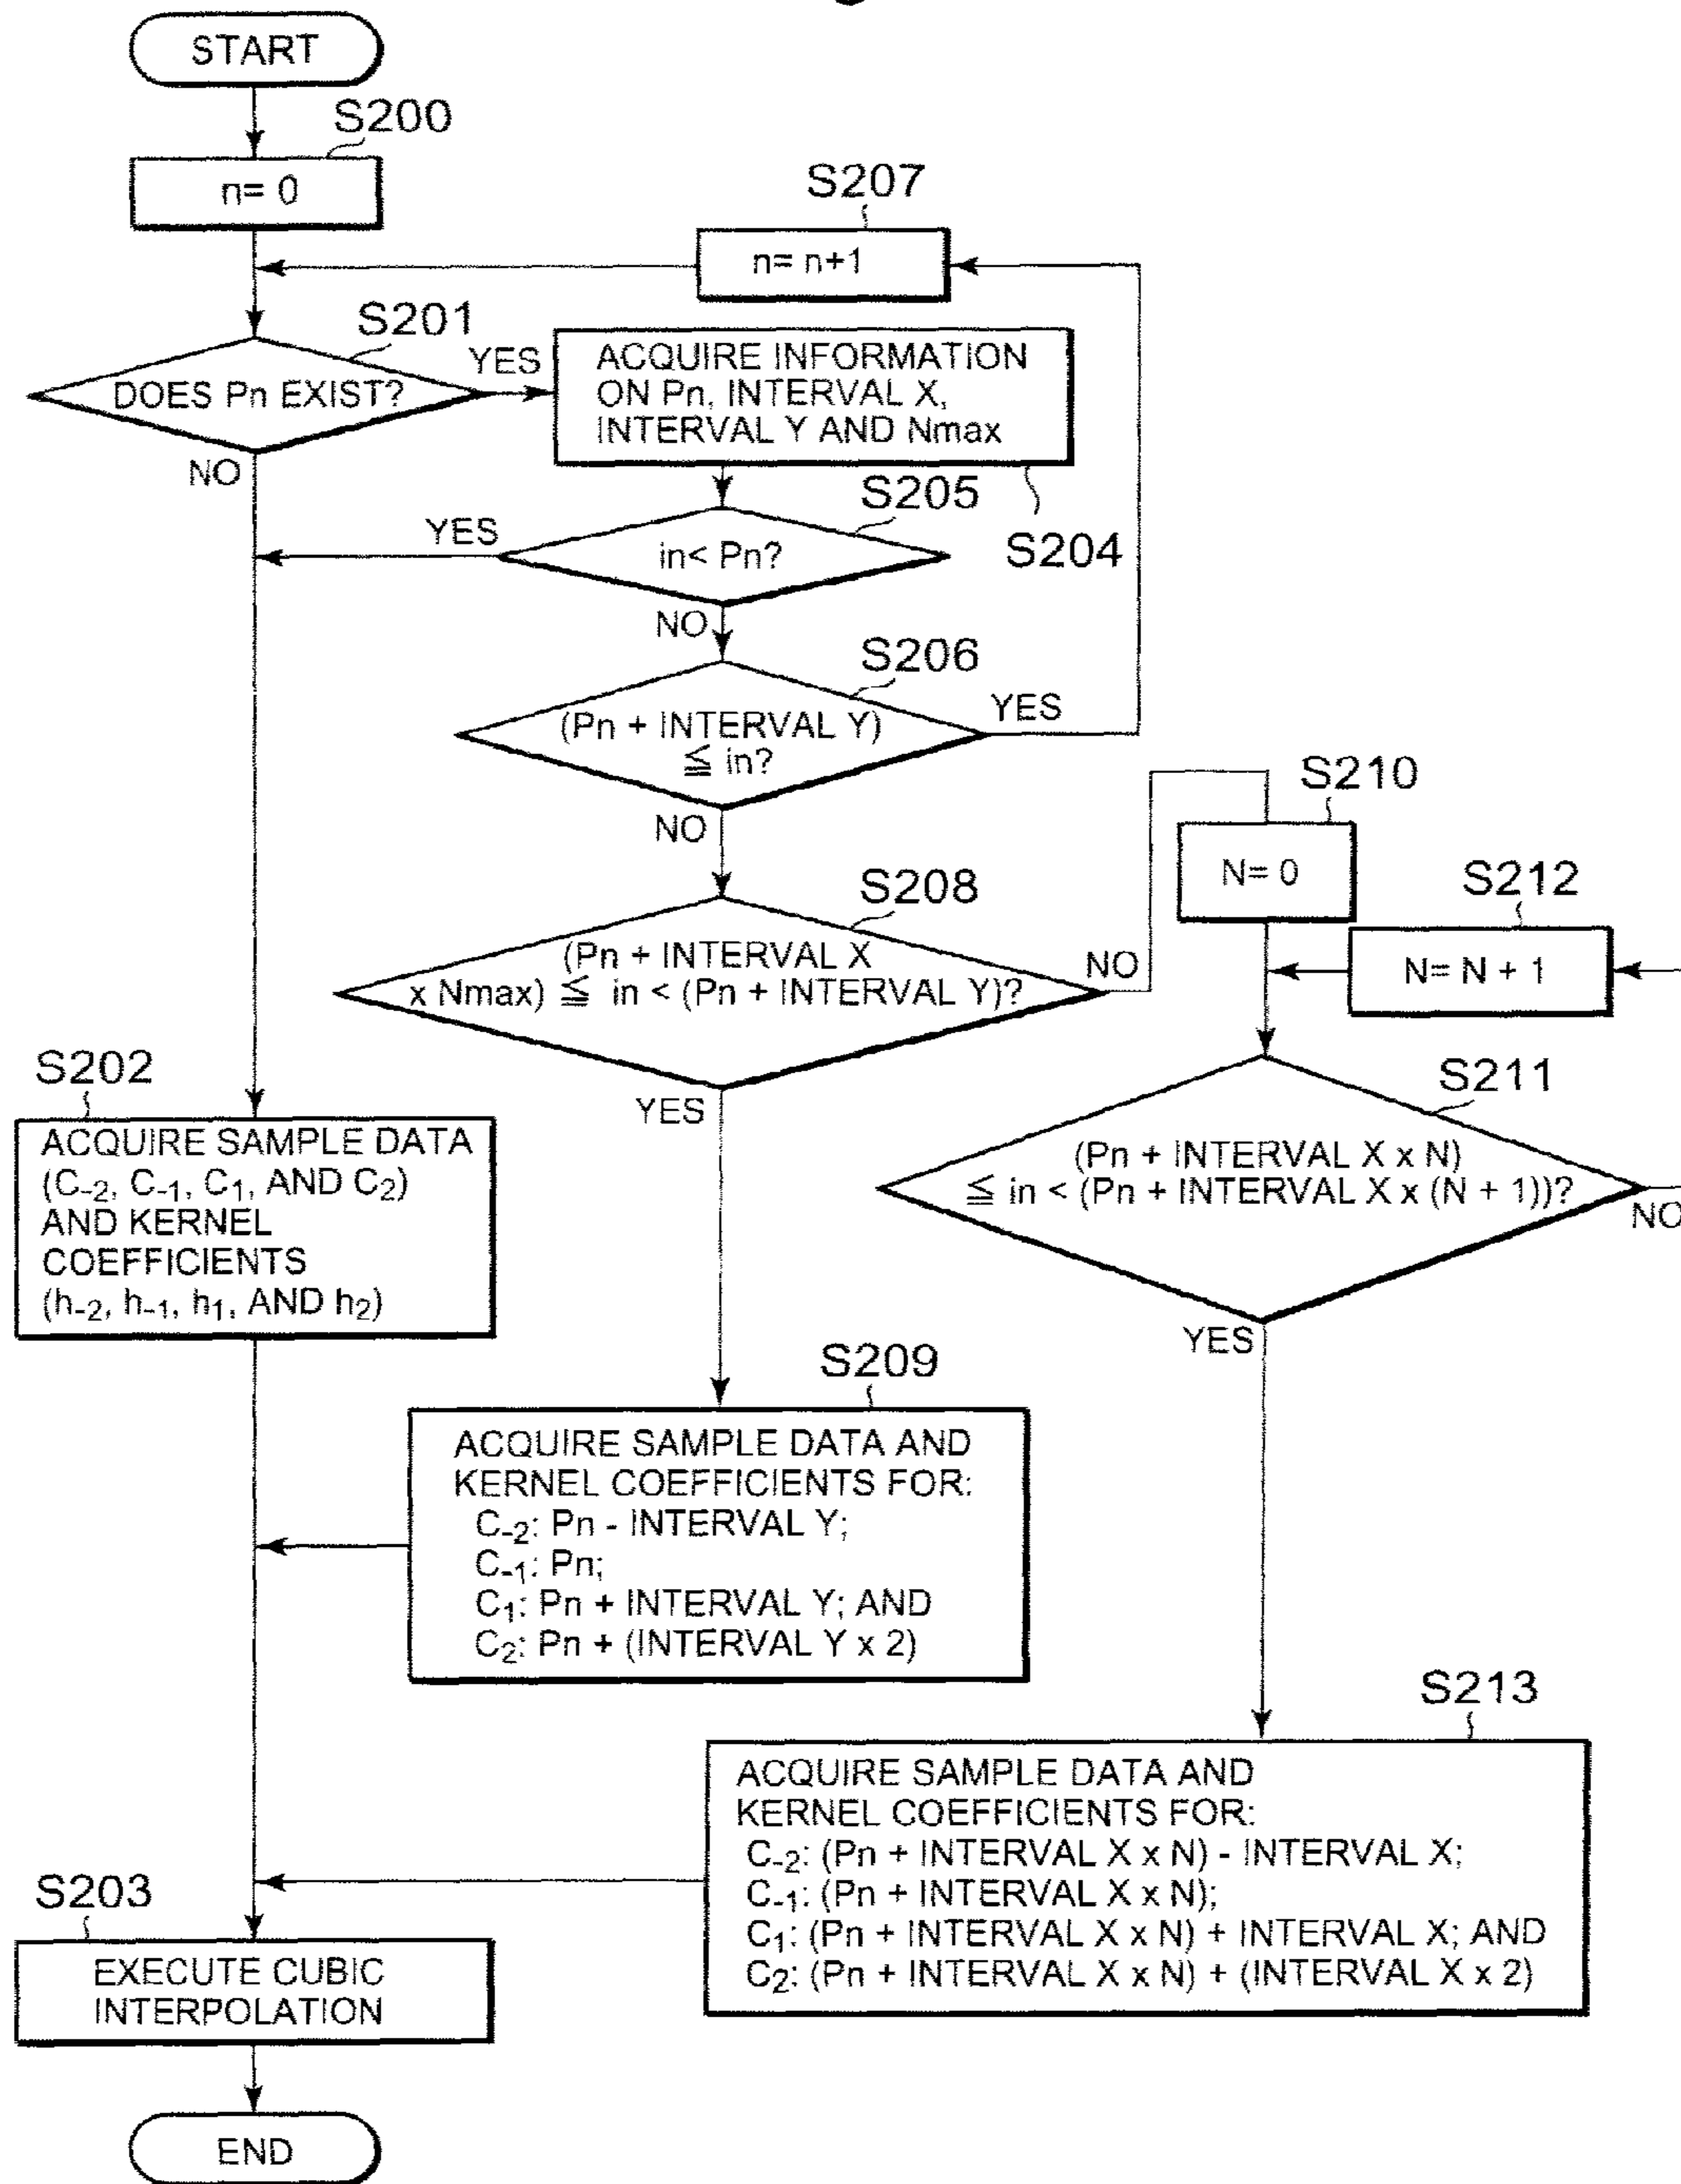 START
S200
n= 0
S207
n= n+1
S201
DOES Pn EXIST?
YES
NO
ACQUIRE INFORMATION
ON Pn, INTERVAL X,
INTERVAL Y AND Nmax
S204
S205
in< Pn?
YES
NO
S206
(Pn + INTERVAL Y)
≦ in?
YES
NO
S208
(Pn + INTERVAL X
x Nmax) ≦ in < (Pn + INTERVAL Y)?
NO
YES
S210
N= 0
S212
N= N + 1
S211
(Pn + INTERVAL X x N)
≦ in < (Pn + INTERVAL X x (N + 1))?
NO
YES
S202
ACQUIRE SAMPLE DATA
(C-2, C-1, C1, AND C2)
AND KERNEL
COEFFICIENTS
(h-2, h-1, h1, AND h2)
S209
ACQUIRE SAMPLE DATA AND
KERNEL COEFFICIENTS FOR:
C-2: Pn - INTERVAL Y;
C-1: Pn;
C1: Pn + INTERVAL Y; AND
C2: Pn + (INTERVAL Y x 2)
S213
ACQUIRE SAMPLE DATA AND
KERNEL COEFFICIENTS FOR:
C-2: (Pn + INTERVAL X x N) - INTERVAL X;
C-1: (Pn + INTERVAL X x N);
C1: (Pn + INTERVAL X x N) + INTERVAL X; AND
C2: (Pn + INTERVAL X x N) + (INTERVAL X x 2)
S203
EXECUTE CUBIC
INTERPOLATION
END